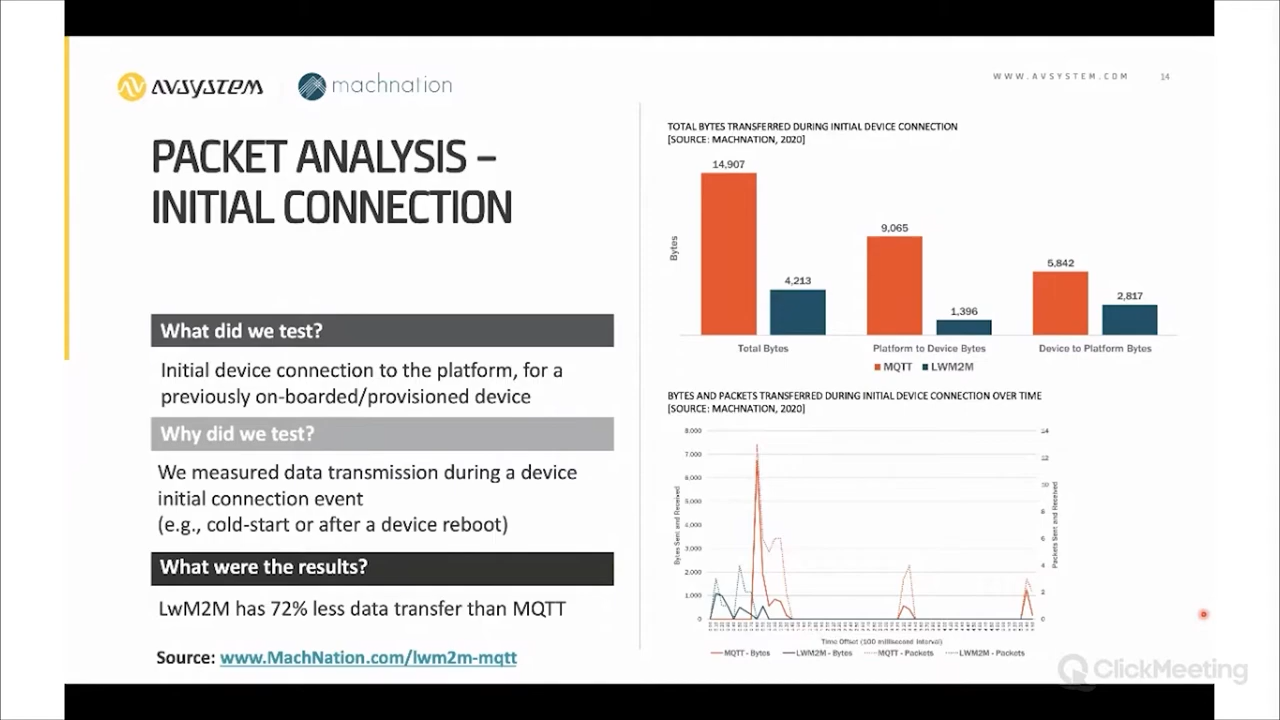 AVSYSTEM
machnation
WWW.AVSYSTEM.COM 14
PACKET ANALYSIS –
INITIAL CONNECTION
What did we test?
Initial device connection to the platform, for a
previously on-boarded/provisioned device
Why did we test?
We measured data transmission during a device
initial connection event
(e.g., cold-start or after a device reboot)
What were the results?
LwM2M has 72% less data transfer than MQTT
Source: www.MachNation.com/lwm2m-mqtt
TOTAL BYTES TRANSFERRED DURING INITIAL DEVICE CONNECTION
[SOURCE: MACHNATION, 2020]
Bytes
14,907
4,213
9,065
1,396
5,842
2,817
Total Bytes
Platform to Device Bytes
Device to Platform Bytes
MQTT LWM2M
BYTES AND PACKETS TRANSFERRED DURING INITIAL DEVICE CONNECTION OVER TIME
[SOURCE: MACHNATION, 2020]
Bytes Sent and Received
8,000
7,000
6,000
5,000
4,000
3,000
2,000
1,000
0
14
12
10
8
6
4
2
0
Packets Sent and Received
Time Offset (100 millisecond interval)
MQTT - Bytes LWM2M - Bytes MQTT - Packets LWM2M - Packets
ClickMeeting